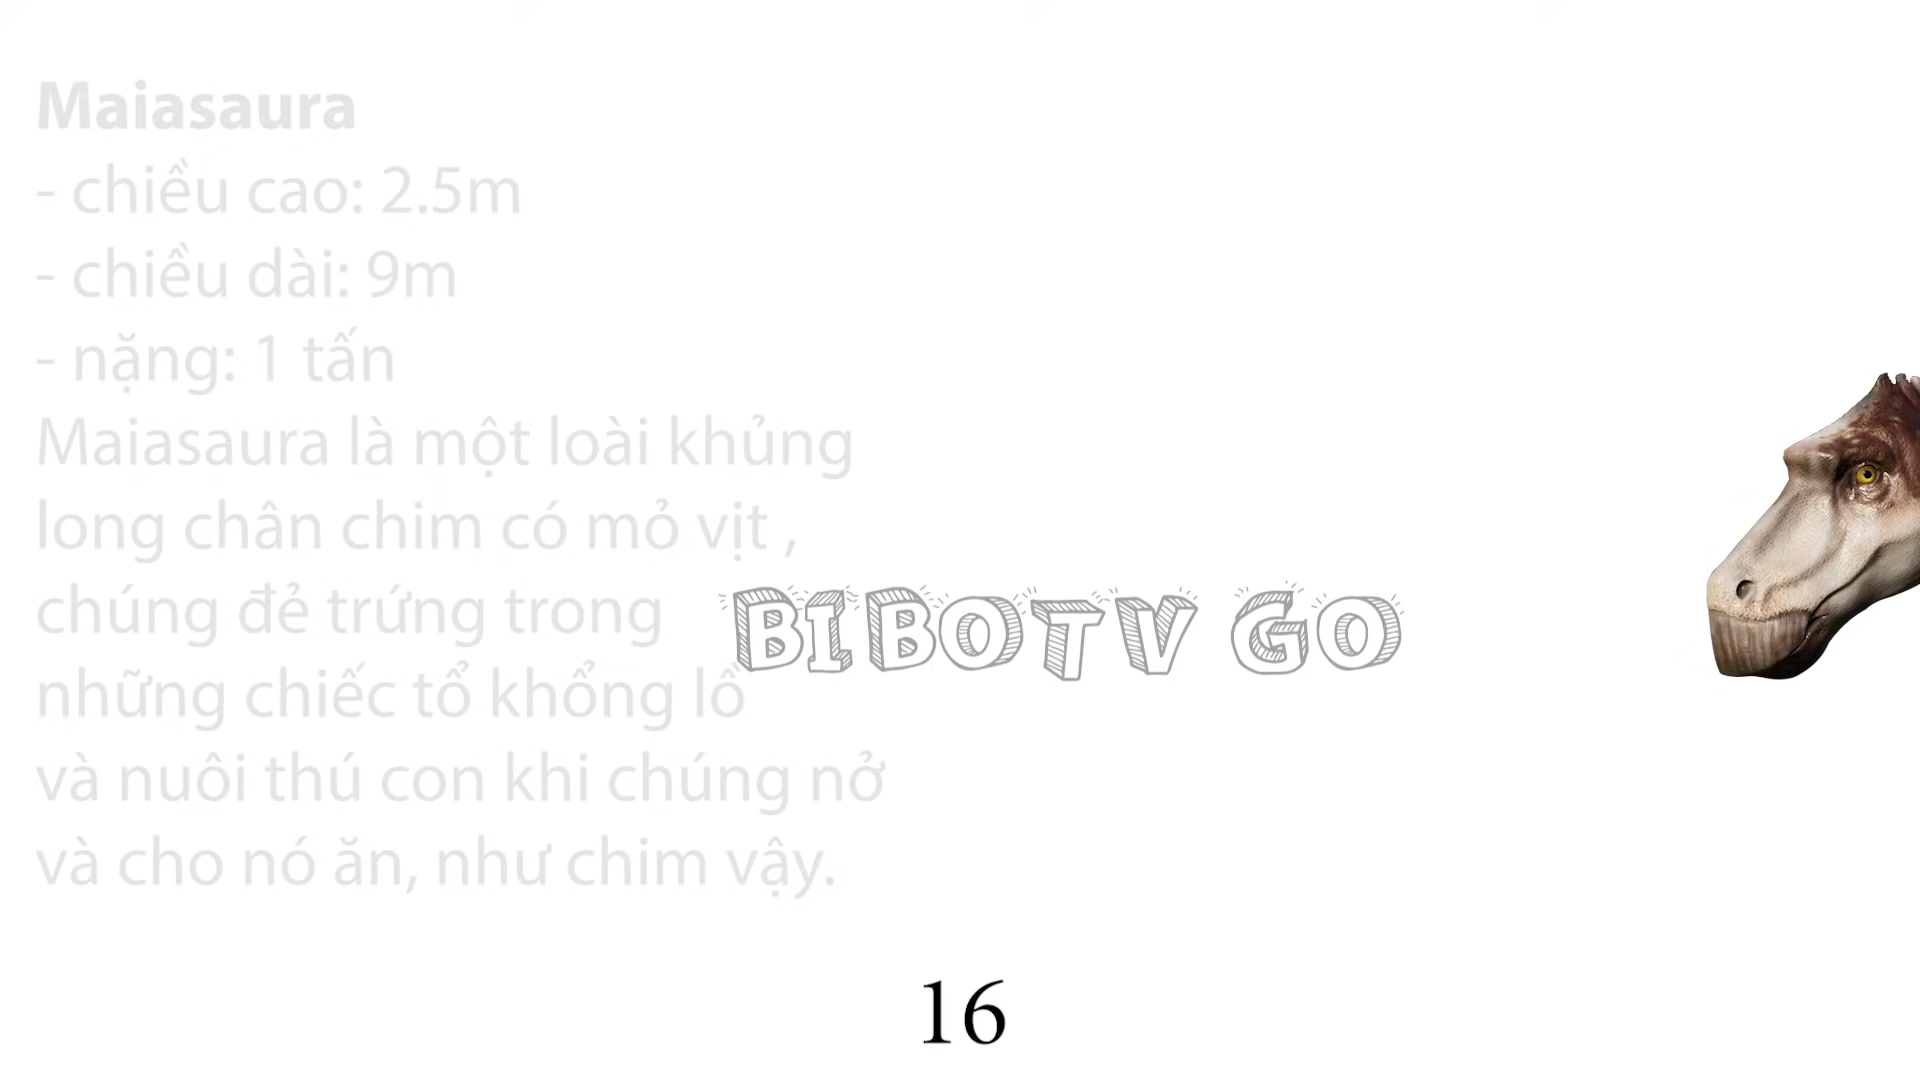 Maiasaura
- chiều cao: 2.5m
- chiều dài: 9m
- nặng: 1 tấn
Maiasaura là một loài khủng
long chân chim có mỏ vịt ,
chúng đẻ trứng trong
những chiếc tổ khổng lồ
và nuôi thú con khi chúng nở
và cho nó ăn, như chim vậy.
BIBOTV GO
16